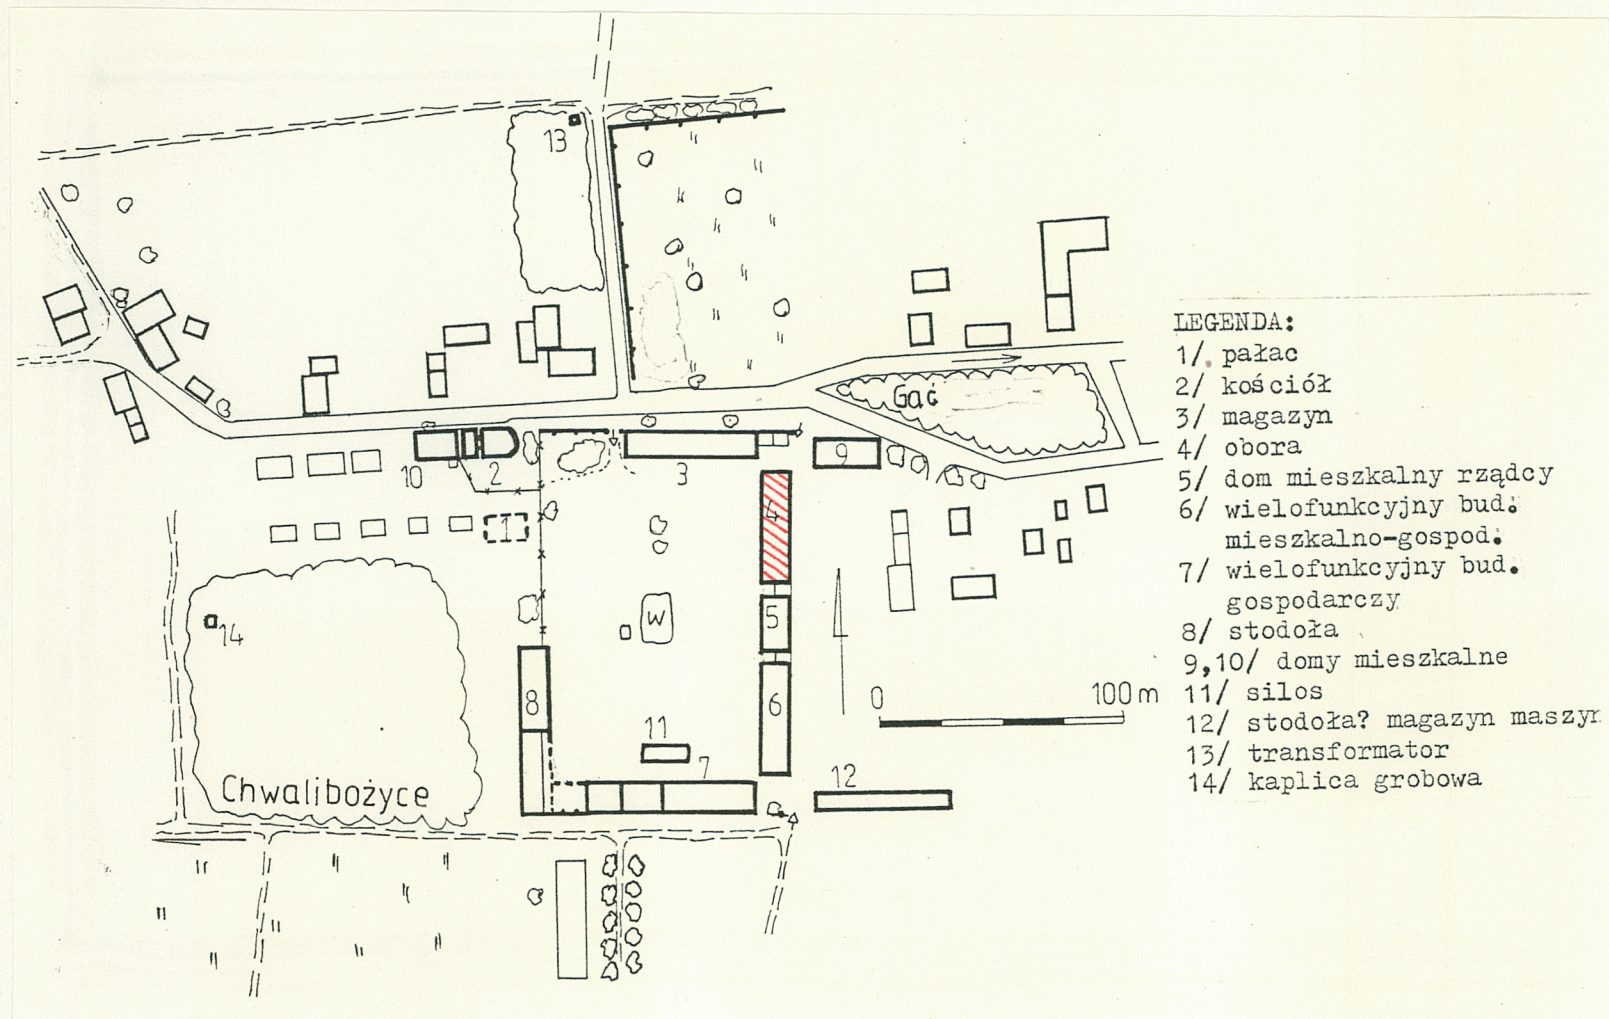 13
Gać
LEGENDA:
1/. pałac
2/ kościół
3/ magazyn
4/ obora
5/ dom mieszkalny rządcy
6/ wielofunkcyjny bud.
mieszkalno-gospod.
7/ wielofunkcyjny bud.
gospodarczy
8/ stodoła
9,10/ domy mieszkalne
11/ silos
12/ stodoła? magazyn maszyn
13/ transformator
14/ kaplica grobowa
10
2
3
9
1
4
14
W
5
8
6
11
7
12
0
100 m
Chwalibożyce